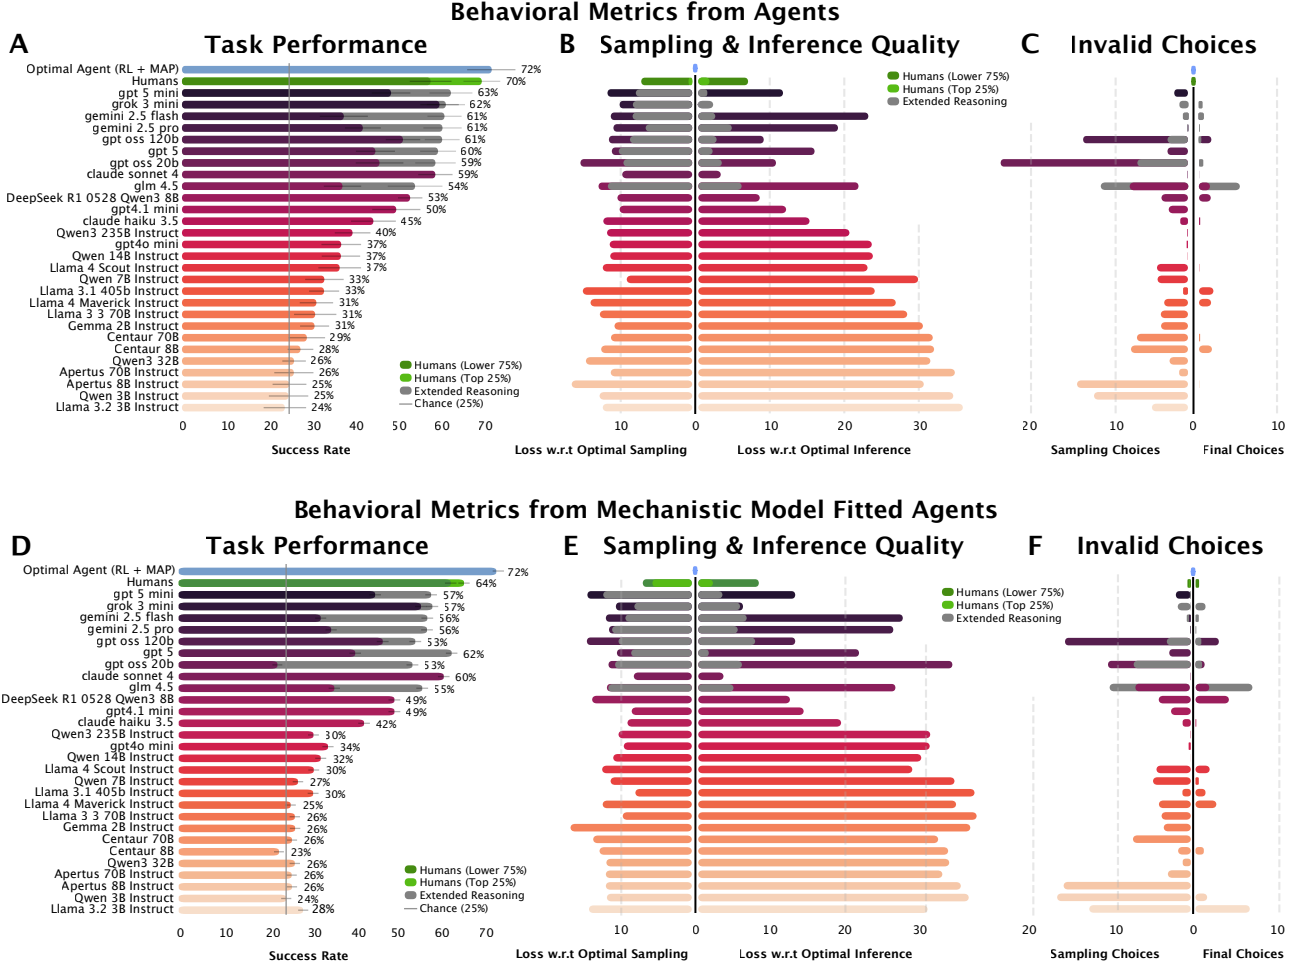 Behavioral Metrics from Agents
A
Task Performance
B
Sampling & Inference Quality
C
Invalid Choices
Optimal Agent (RL + MAP) 72%
Humans 70%
gpt 5 mini 63%
grok 3 mini 62%
gemini 2.5 flash 61%
gemini 2.5 pro 61%
gpt oss 120b 61%
gpt 5 60%
gpt oss 20b 59%
claude sonnet 4 59%
glm 4.5 54%
DeepSeek R1 0528 Qwen3 8B 53%
gpt4.1 mini 50%
claude haiku 3.5 45%
Qwen3 235B Instruct 40%
gpt4o mini 37%
Qwen 14B Instruct 37%
Llama 4 Scout Instruct 37%
Qwen 7B Instruct 33%
Llama 3.1 405b Instruct 33%
Llama 4 Maverick Instruct 31%
Llama 3 3 70B Instruct 31%
Gemma 2B Instruct 31%
Centaur 70B 29%
Centaur 8B 28%
Qwen3 32B 26%
Apertus 70B Instruct 26%
Apertus 8B Instruct 25%
Qwen 3B Instruct 25%
Llama 3.2 3B Instruct 24%
Humans (Lower 75%)
Humans (Top 25%)
Extended Reasoning
Chance (25%)
Humans (Lower 75%)
Humans (Top 25%)
Extended Reasoning
0 10 20 30 40 50 60 70
10 0 10 20 30
20 10 0 10
Success Rate
Loss w.r.t Optimal Sampling
Loss w.r.t Optimal Inference
Sampling Choices
Final Choices
Behavioral Metrics from Mechanistic Model Fitted Agents
D
Task Performance
E
Sampling & Inference Quality
F
Invalid Choices
Optimal Agent (RL + MAP) 72%
Humans 64%
gpt 5 mini 57%
grok 3 mini 57%
gemini 2.5 flash 56%
gemini 2.5 pro 56%
gpt oss 120b 53%
gpt 5 62%
gpt oss 20b 53%
claude sonnet 4 60%
glm 4.5 55%
DeepSeek R1 0528 Qwen3 8B 49%
gpt4.1 mini 49%
claude haiku 3.5 42%
Qwen3 235B Instruct 30%
gpt4o mini 34%
Qwen 14B Instruct 32%
Llama 4 Scout Instruct 30%
Qwen 7B Instruct 27%
Llama 3.1 405b Instruct 30%
Llama 4 Maverick Instruct 25%
Llama 3 3 70B Instruct 26%
Gemma 2B Instruct 26%
Centaur 70B 26%
Centaur 8B 23%
Qwen3 32B 26%
Apertus 70B Instruct 26%
Apertus 8B Instruct 26%
Qwen 3B Instruct 24%
Llama 3.2 3B Instruct 28%
Humans (Lower 75%)
Humans (Top 25%)
Extended Reasoning
Chance (25%)
Humans (Lower 75%)
Humans (Top 25%)
Extended Reasoning
0 10 20 30 40 50 60 70
10 0 10 20 30
20 10 0 10
Success Rate
Loss w.r.t Optimal Sampling
Loss w.r.t Optimal Inference
Sampling Choices
Final Choices